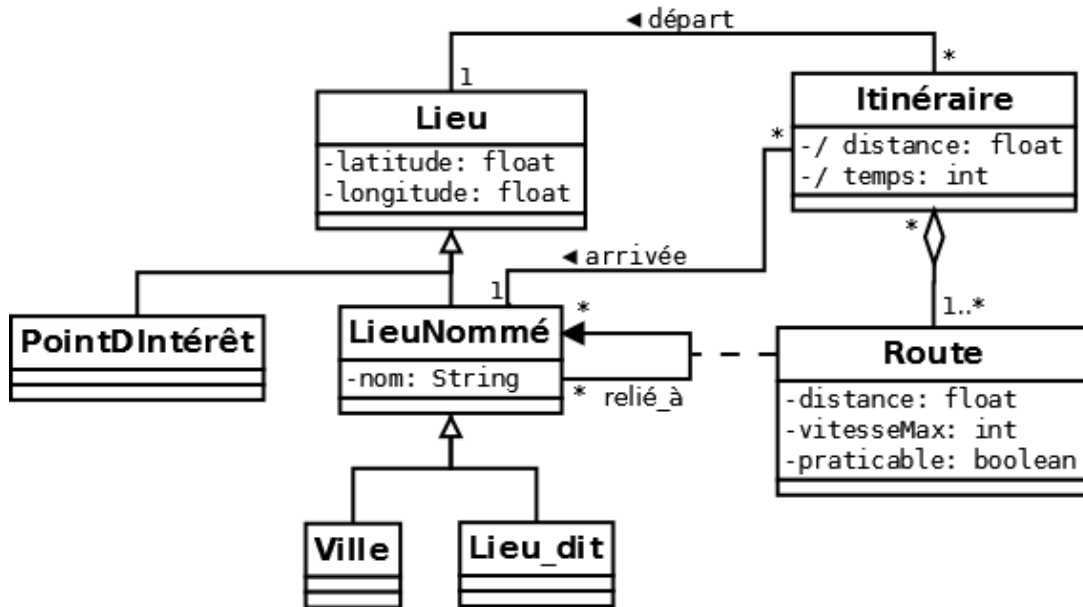 ◄ départ
1
*
Lieu
-latitude: float
-longitude: float
Itinéraire
-/ distance: float
-/ temps: int
*
*
◄ arrivée
1
1..*
PointDIntérêt
LieuNommé
-nom: String
*
* relié_à
Route
-distance: float
-vitesseMax: int
-praticable: boolean
Ville
Lieu_dit